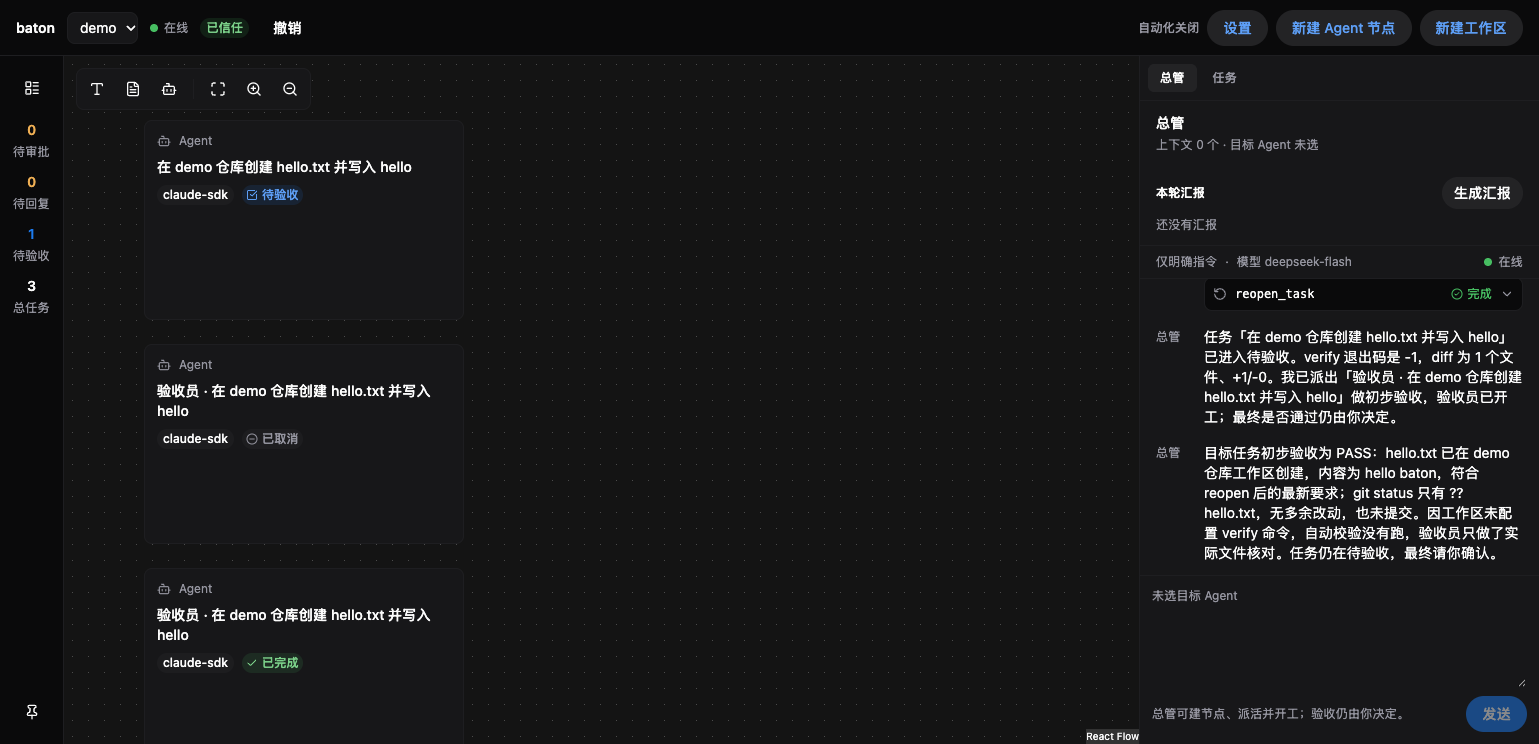 baton demo 在线 已信任 撤销 自动化关闭 设置 新建 Agent 节点 新建工作区
0
待审批
0
待回复
1
待验收
3
总任务
Agent
在 demo 仓库创建 hello.txt 并写入 hello
claude-sdk 待验收
Agent
验收员 · 在 demo 仓库创建 hello.txt 并写入
hello
claude-sdk 已取消
Agent
验收员 · 在 demo 仓库创建 hello.txt 并写入
hello
claude-sdk 已完成
React Flow
总管 任务
总管
上下文 0 个 · 目标 Agent 未选
本轮汇报 生成汇报
还没有汇报
仅明确指令 · 模型 deepseek-flash 在线
reopen_task 完成
总管 任务「在 demo 仓库创建 hello.txt 并写入 hello」
已进入待验收。verify 退出码是 -1，diff 为 1 个文
件、+1/-0。我已派出「验收员 · 在 demo 仓库创建
hello.txt 并写入 hello」做初步验收，验收员已开
工；最终是否通过仍由你决定。
总管 目标任务初步验收为 PASS：hello.txt 已在 demo
仓库工作区创建，内容为 hello baton，符合
reopen 后的最新要求；git status 只有 ??
hello.txt，无多余改动，也未提交。因工作区未配
置 verify 命令，自动校验没有跑，验收员只做了实
际文件核对。任务仍在待验收，最终请你确认。
未选目标 Agent
总管可建节点、派活并开工；验收仍由你决定。 发送